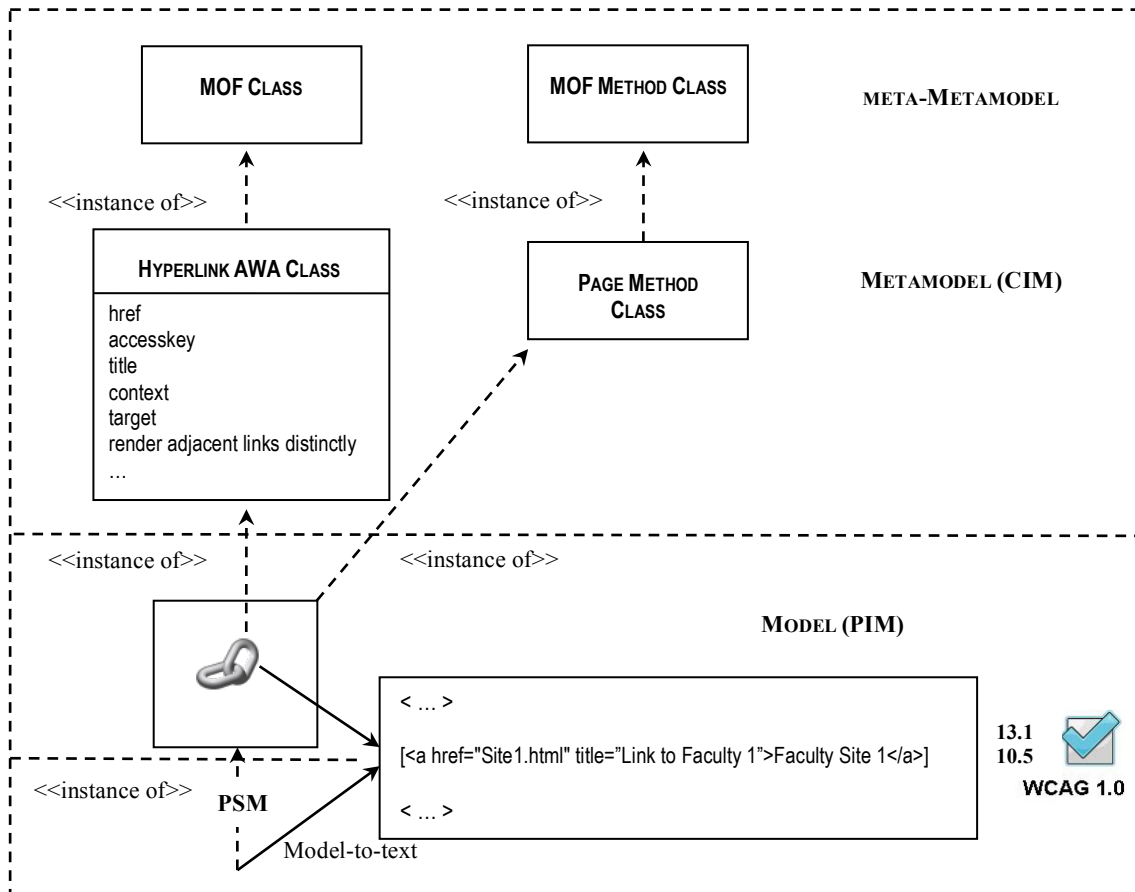 MOF CLASS
MOF METHOD CLASS
META-METAMODEL
<<instance of>>
<<instance of>>
HYPERLINK AWA CLASS
href
accesskey
title
context
target
render adjacent links distinctly
…
PAGE METHOD
CLASS
METAMODEL (CIM)
<<instance of>>
<<instance of>>
MODEL (PIM)
< … >
[<a href="Site1.html" title=”Link to Faculty 1”>Faculty Site 1</a>]
< … >
13.1
10.5
WCAG 1.0
<<instance of>>
PSM
Model-to-text